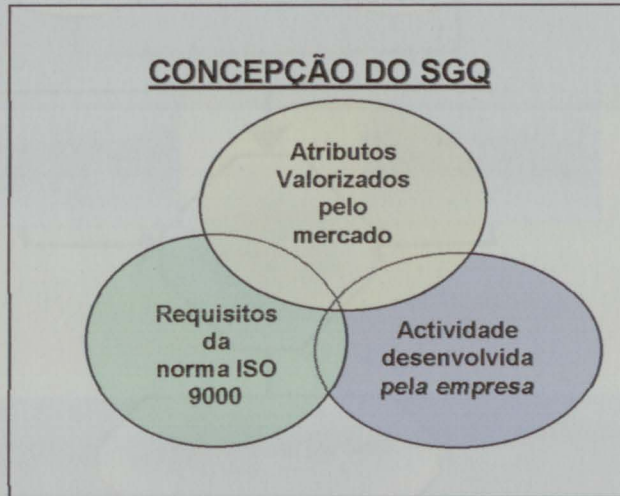 CONCEPÇÃO DO SGQ
Atributos
Valorizados
pelo
mercado
Requisitos
da
norma ISO
9000
Actividade
desenvolvida
pela empresa